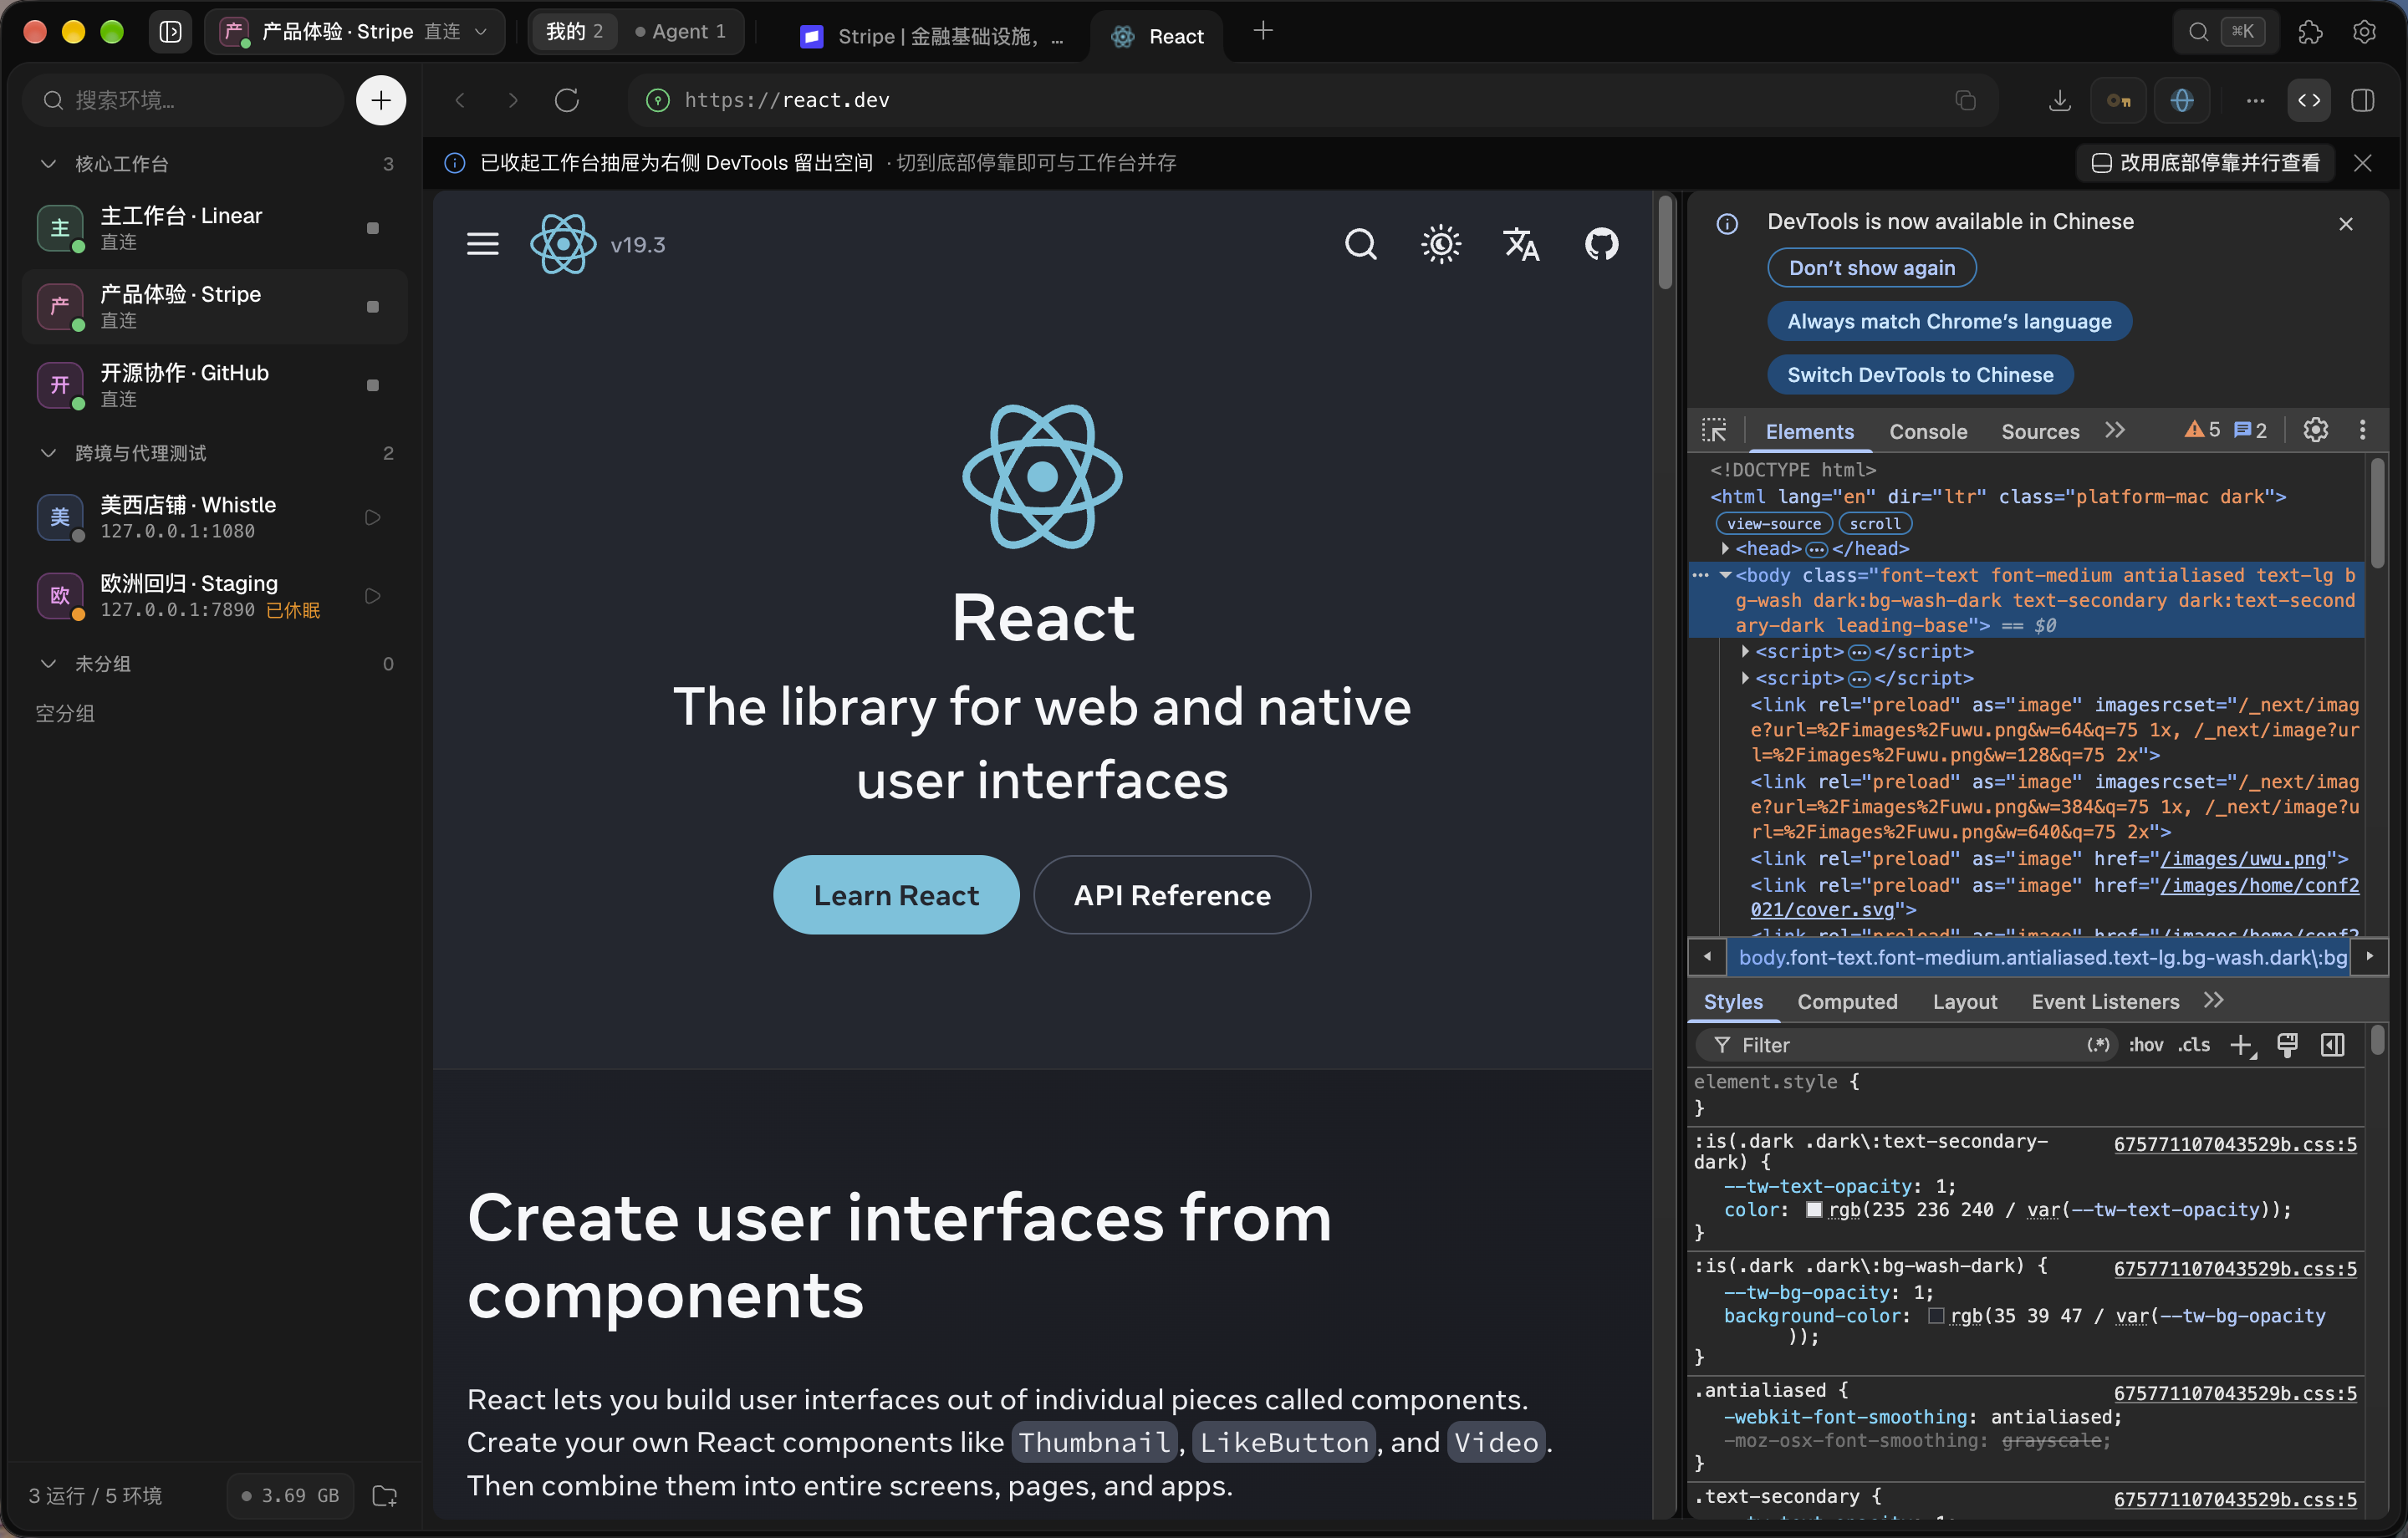 产 产品体验 · Stripe 直连
我的 2
Agent 1
Stripe | 金融基础设施，...
React
⌘K
搜索环境...
https://react.dev
已收起工作台抽屉为右侧 DevTools 留出空间 · 切到底部停靠即可与工作台并存
改用底部停靠并行查看
核心工作台 3
主
主工作台 · Linear
直连
产
产品体验 · Stripe
直连
开
开源协作 · GitHub
直连
跨境与代理测试 2
美
美西店铺 · Whistle
127.0.0.1:1080
欧
欧洲回归 · Staging
127.0.0.1:7890 已休眠
未分组 0
空分组
3 运行 / 5 环境
3.69 GB
v19.3
React
The library for web and native
user interfaces
Learn React
API Reference
Create user interfaces from
components
React lets you build user interfaces out of individual pieces called components.
Create your own React components like Thumbnail, LikeButton, and Video.
Then combine them into entire screens, pages, and apps.
DevTools is now available in Chinese
Don't show again
Always match Chrome's language
Switch DevTools to Chinese
Elements Console Sources 5 2
<!DOCTYPE html>
<html lang="en" dir="ltr" class="platform-mac dark">
view-source scroll
<head>…</head>
<body class="font-text font-medium antialiased text-lg b
g-wash dark:bg-wash-dark text-secondary dark:text-second
ary-dark leading-base"> == $0
<script>…</script>
<script>…</script>
<link rel="preload" as="image" imagesrcset="/_next/imag
e?url=%2Fimages%2Fuwu.png&w=64&q=75 1x, /_next/image?ur
l=%2Fimages%2Fuwu.png&w=128&q=75 2x">
<link rel="preload" as="image" imagesrcset="/_next/imag
e?url=%2Fimages%2Fuwu.png&w=384&q=75 1x, /_next/image?u
rl=%2Fimages%2Fuwu.png&w=640&q=75 2x">
<link rel="preload" as="image" href="/images/uwu.png">
<link rel="preload" as="image" href="/images/home/conf2
021/cover.svg">
<link rel="preload" as="image" href="/images/home/conf2
body.font-text.font-medium.antialiased.text-lg.bg-wash.dark\:bg
Styles Computed Layout Event Listeners
Filter (.*) :hov .cls
element.style {
}
:is(.dark .dark\:text-secondary- 675771107043529b.css:5
dark) {
--tw-text-opacity: 1;
color: rgb(235 236 240 / var(--tw-text-opacity));
}
:is(.dark .dark\:bg-wash-dark) { 675771107043529b.css:5
--tw-bg-opacity: 1;
background-color: rgb(35 39 47 / var(--tw-bg-opacity
));
}
.antialiased { 675771107043529b.css:5
-webkit-font-smoothing: antialiased;
-moz-osx-font-smoothing: grayscale;
}
.text-secondary { 675771107043529b.css:5